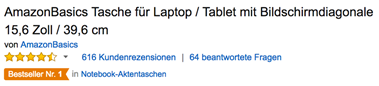 AmazonBasics Tasche für Laptop / Tablet mit Bildschirmdiagonale
15,6 Zoll / 39,6 cm
von AmazonBasics
616 Kundenrezensionen | 64 beantwortete Fragen
Bestseller Nr. 1 in Notebook-Aktentaschen